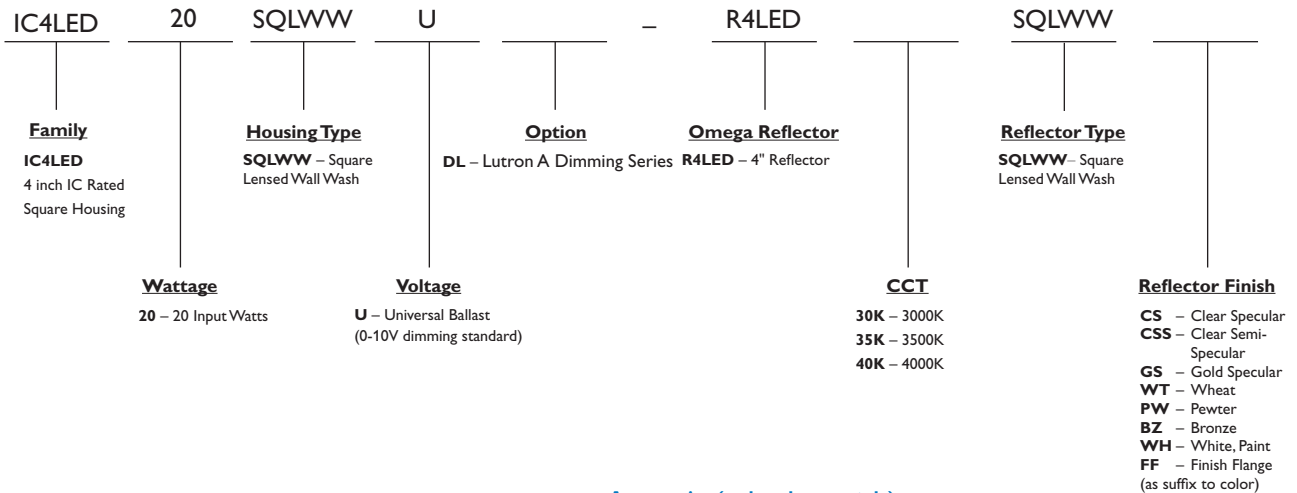 IC4LED 20 SQLWW U – R4LED SQLWW
Family
IC4LED
4 inch IC Rated
Square Housing
Housing Type
SQLWW – Square
Lensed Wall Wash
Option
DL – Lutron A Dimming Series
Omega Reflector
R4LED – 4" Reflector
Reflector Type
SQLWW– Square
Lensed Wall Wash
Wattage
20 – 20 Input Watts
Voltage
U – Universal Ballast
(0-10V dimming standard)
CCT
30K – 3000K
35K – 3500K
40K – 4000K
Reflector Finish
CS – Clear Specular
CSS – Clear Semi-
Specular
GS – Gold Specular
WT – Wheat
PW – Pewter
BZ – Bronze
WH – White, Paint
FF – Finish Flange
(as suffix to color)